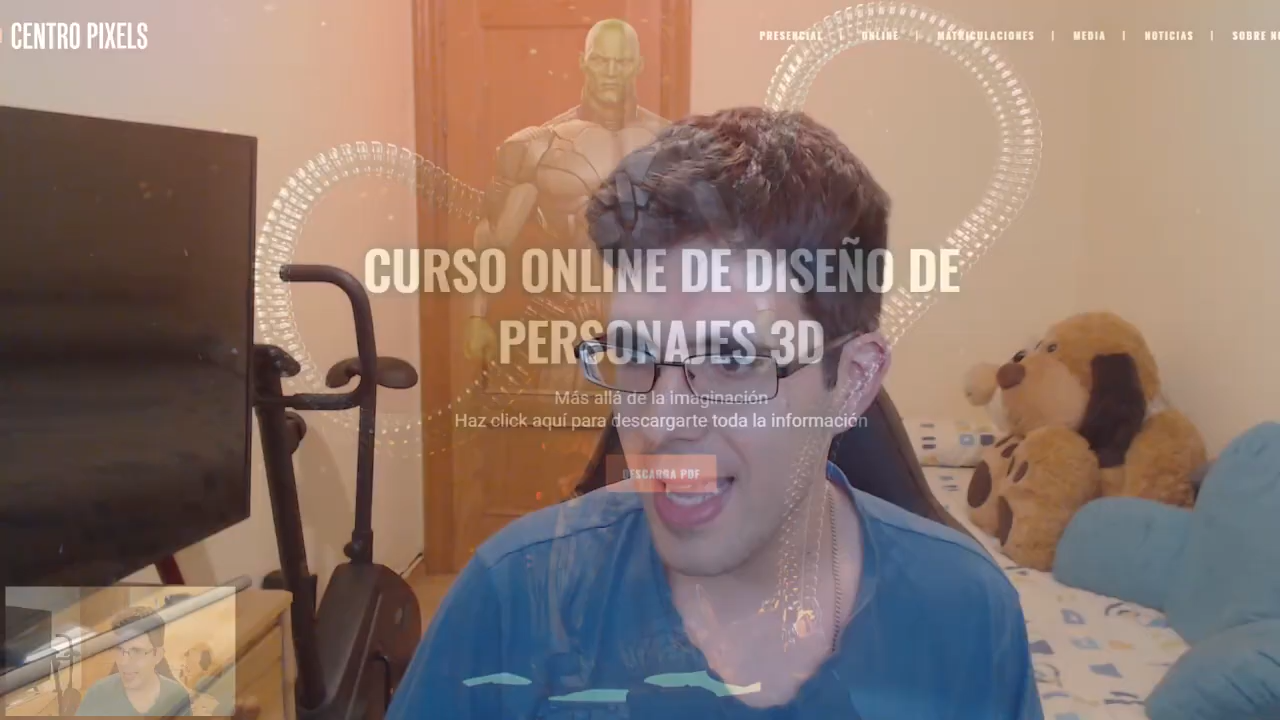 CENTRO PIXELS
PRESENCIAL | ONLINE | MATRICULACIONES | MEDIA | NOTICIAS | SOBRE
CURSO ONLINE DE DISEÑO DE
PERSONAJES 3D
Más allá de la imaginación
Haz click aquí para descargarte toda la información
DESCARGA PDF